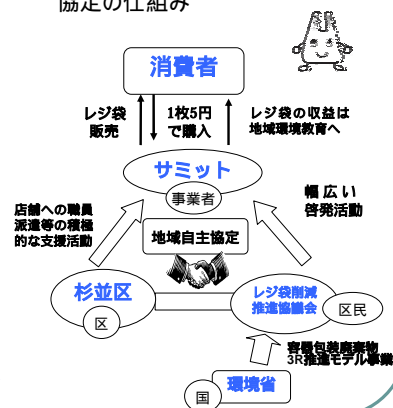 協定の仕組み
消費者
レジ袋
販売
1枚5円
で購入
レジ袋の収益は
地域環境教育へ
サミット
事業者
店舗への職員
派遣等の積極
的な支援活動
幅広い
啓発活動
地域自主協定
杉並区
区
レジ袋削減
推進協議会
区民
容器包装廃棄物
3R推進モデル事業
環境省
国